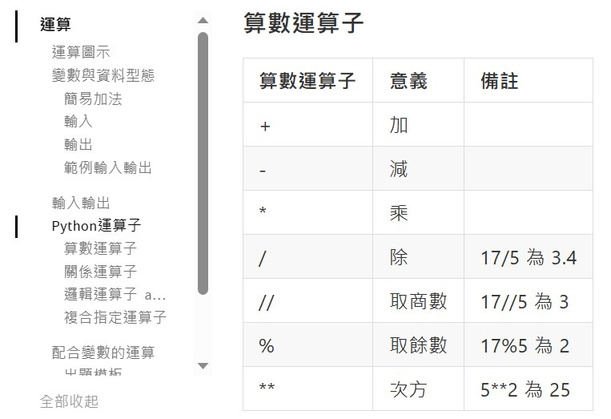 運算
運算圖示
變數與資料型態
簡易加法
輸入
輸出
範例輸入輸出
輸入輸出
Python運算子
算數運算子
關係運算子
邏輯運算子 a...
複合指定運算子
配合變數的運算
出題模板
全部收起
算數運算子
算數運算子 意義 備註
+ 加
- 減
* 乘
/ 除 17/5 為 3.4
// 取商數 17//5 為 3
% 取餘數 17%5 為 2
** 次方 5**2 為 25